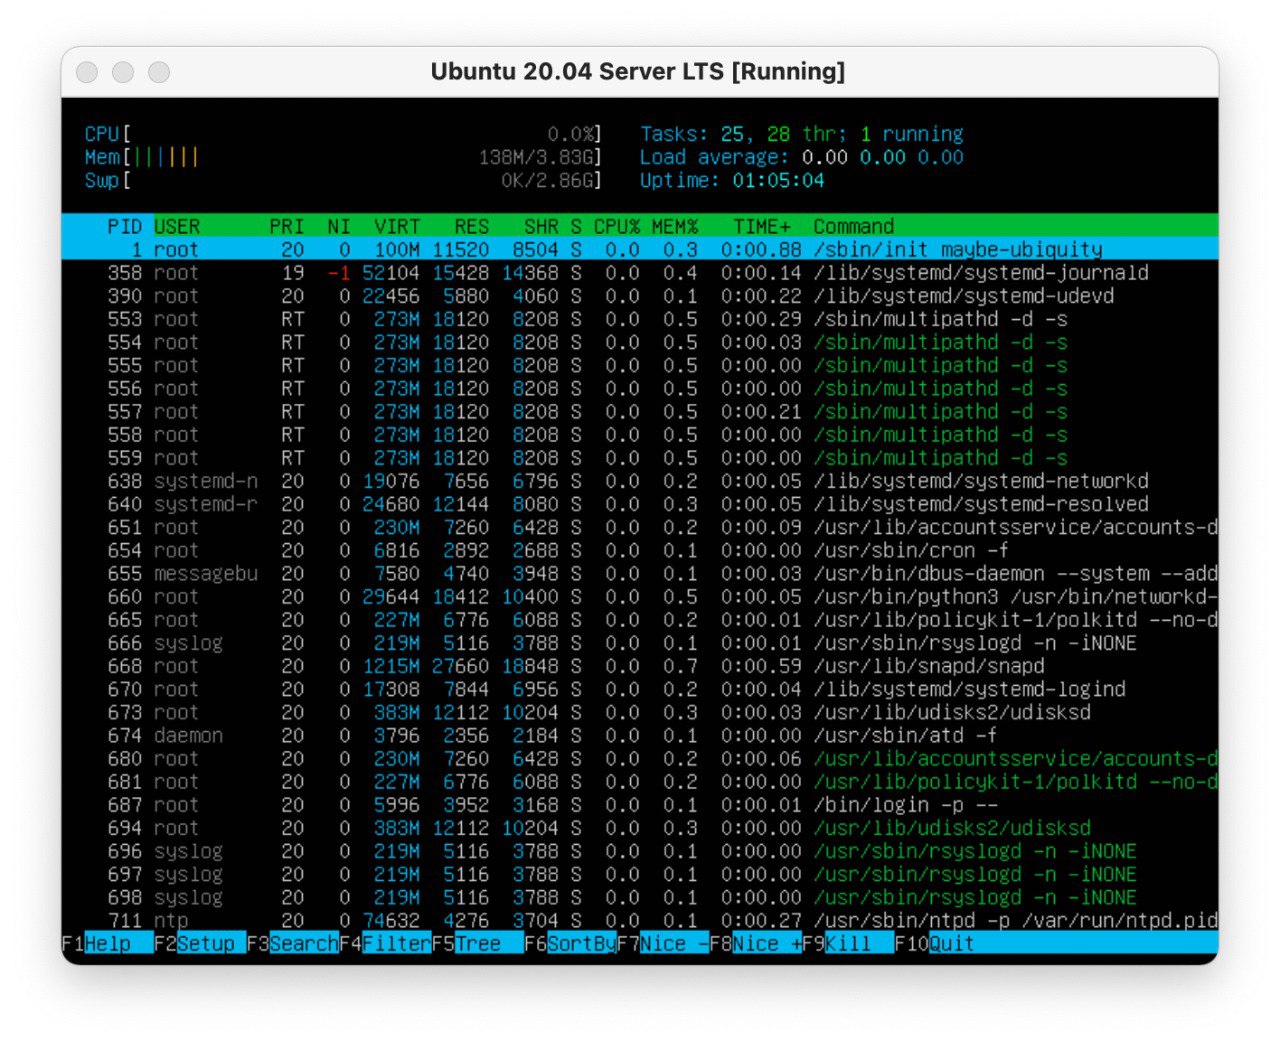 Ubuntu 20.04 Server LTS [Running]
CPU[ 0.0%] Tasks: 25, 28 thr; 1 running
Mem[||||||| 138M/3.83G] Load average: 0.00 0.00 0.00
Swp[ 0K/2.86G] Uptime: 01:05:04
PID USER PRI NI VIRT RES SHR S CPU% MEM% TIME+ Command
1 root 20 0 100M 11520 8504 S 0.0 0.3 0:00.88 /sbin/init maybe-ubiquity
358 root 19 -1 52104 15428 14368 S 0.0 0.4 0:00.14 /lib/systemd/systemd-journald
390 root 20 0 22456 5880 4060 S 0.0 0.1 0:00.22 /lib/systemd/systemd-udevd
553 root RT 0 273M 18120 8208 S 0.0 0.5 0:00.29 /sbin/multipathd -d -s
554 root RT 0 273M 18120 8208 S 0.0 0.5 0:00.03 /sbin/multipathd -d -s
555 root RT 0 273M 18120 8208 S 0.0 0.5 0:00.00 /sbin/multipathd -d -s
556 root RT 0 273M 18120 8208 S 0.0 0.5 0:00.00 /sbin/multipathd -d -s
557 root RT 0 273M 18120 8208 S 0.0 0.5 0:00.21 /sbin/multipathd -d -s
558 root RT 0 273M 18120 8208 S 0.0 0.5 0:00.00 /sbin/multipathd -d -s
559 root RT 0 273M 18120 8208 S 0.0 0.5 0:00.00 /sbin/multipathd -d -s
638 systemd-n 20 0 19076 7656 6796 S 0.0 0.2 0:00.05 /lib/systemd/systemd-networkd
640 systemd-r 20 0 24680 12144 8080 S 0.0 0.3 0:00.05 /lib/systemd/systemd-resolved
651 root 20 0 230M 7260 6428 S 0.0 0.2 0:00.09 /usr/lib/accountsservice/accounts-d
654 root 20 0 6816 2892 2688 S 0.0 0.1 0:00.00 /usr/sbin/cron -f
655 messagebu 20 0 7580 4740 3948 S 0.0 0.1 0:00.03 /usr/bin/dbus-daemon --system --add
660 root 20 0 29644 18412 10400 S 0.0 0.5 0:00.05 /usr/bin/python3 /usr/bin/networkd-
665 root 20 0 227M 6776 6088 S 0.0 0.2 0:00.01 /usr/lib/policykit-1/polkitd --no-d
666 syslog 20 0 219M 5116 3788 S 0.0 0.1 0:00.01 /usr/sbin/rsyslogd -n -iNONE
668 root 20 0 1215M 27660 18848 S 0.0 0.7 0:00.59 /usr/lib/snapd/snapd
670 root 20 0 17308 7844 6956 S 0.0 0.2 0:00.04 /lib/systemd/systemd-logind
673 root 20 0 383M 12112 10204 S 0.0 0.3 0:00.03 /usr/lib/udisks2/udisksd
674 daemon 20 0 3796 2356 2184 S 0.0 0.1 0:00.00 /usr/sbin/atd -f
680 root 20 0 230M 7260 6428 S 0.0 0.2 0:00.06 /usr/lib/accountsservice/accounts-d
681 root 20 0 227M 6776 6088 S 0.0 0.2 0:00.00 /usr/lib/policykit-1/polkitd --no-d
687 root 20 0 5996 3952 3168 S 0.0 0.1 0:00.01 /bin/login -p --
694 root 20 0 383M 12112 10204 S 0.0 0.3 0:00.00 /usr/lib/udisks2/udisksd
696 syslog 20 0 219M 5116 3788 S 0.0 0.1 0:00.00 /usr/sbin/rsyslogd -n -iNONE
697 syslog 20 0 219M 5116 3788 S 0.0 0.1 0:00.00 /usr/sbin/rsyslogd -n -iNONE
698 syslog 20 0 219M 5116 3788 S 0.0 0.1 0:00.00 /usr/sbin/rsyslogd -n -iNONE
711 ntp 20 0 74632 4276 3704 S 0.0 0.1 0:00.27 /usr/sbin/ntpd -p /var/run/ntpd.pid
F1Help F2Setup F3SearchF4FilterF5Tree F6SortByF7Nice -F8Nice +F9Kill F10Quit